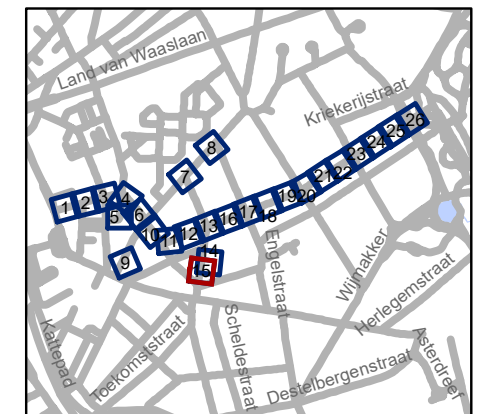 Land van Waaslaan
Kriekerijstraat
8
7
1
2
3
4
5
6
9
10
11
12
13
14
15
16
17
18
19
20
21
22
23
24
25
26
Engelstraat
Wijmakker
Herlegemstraat
Kattepad
Toekomststraat
Scheldestraat
Destelbergenstraat
Asterdreef